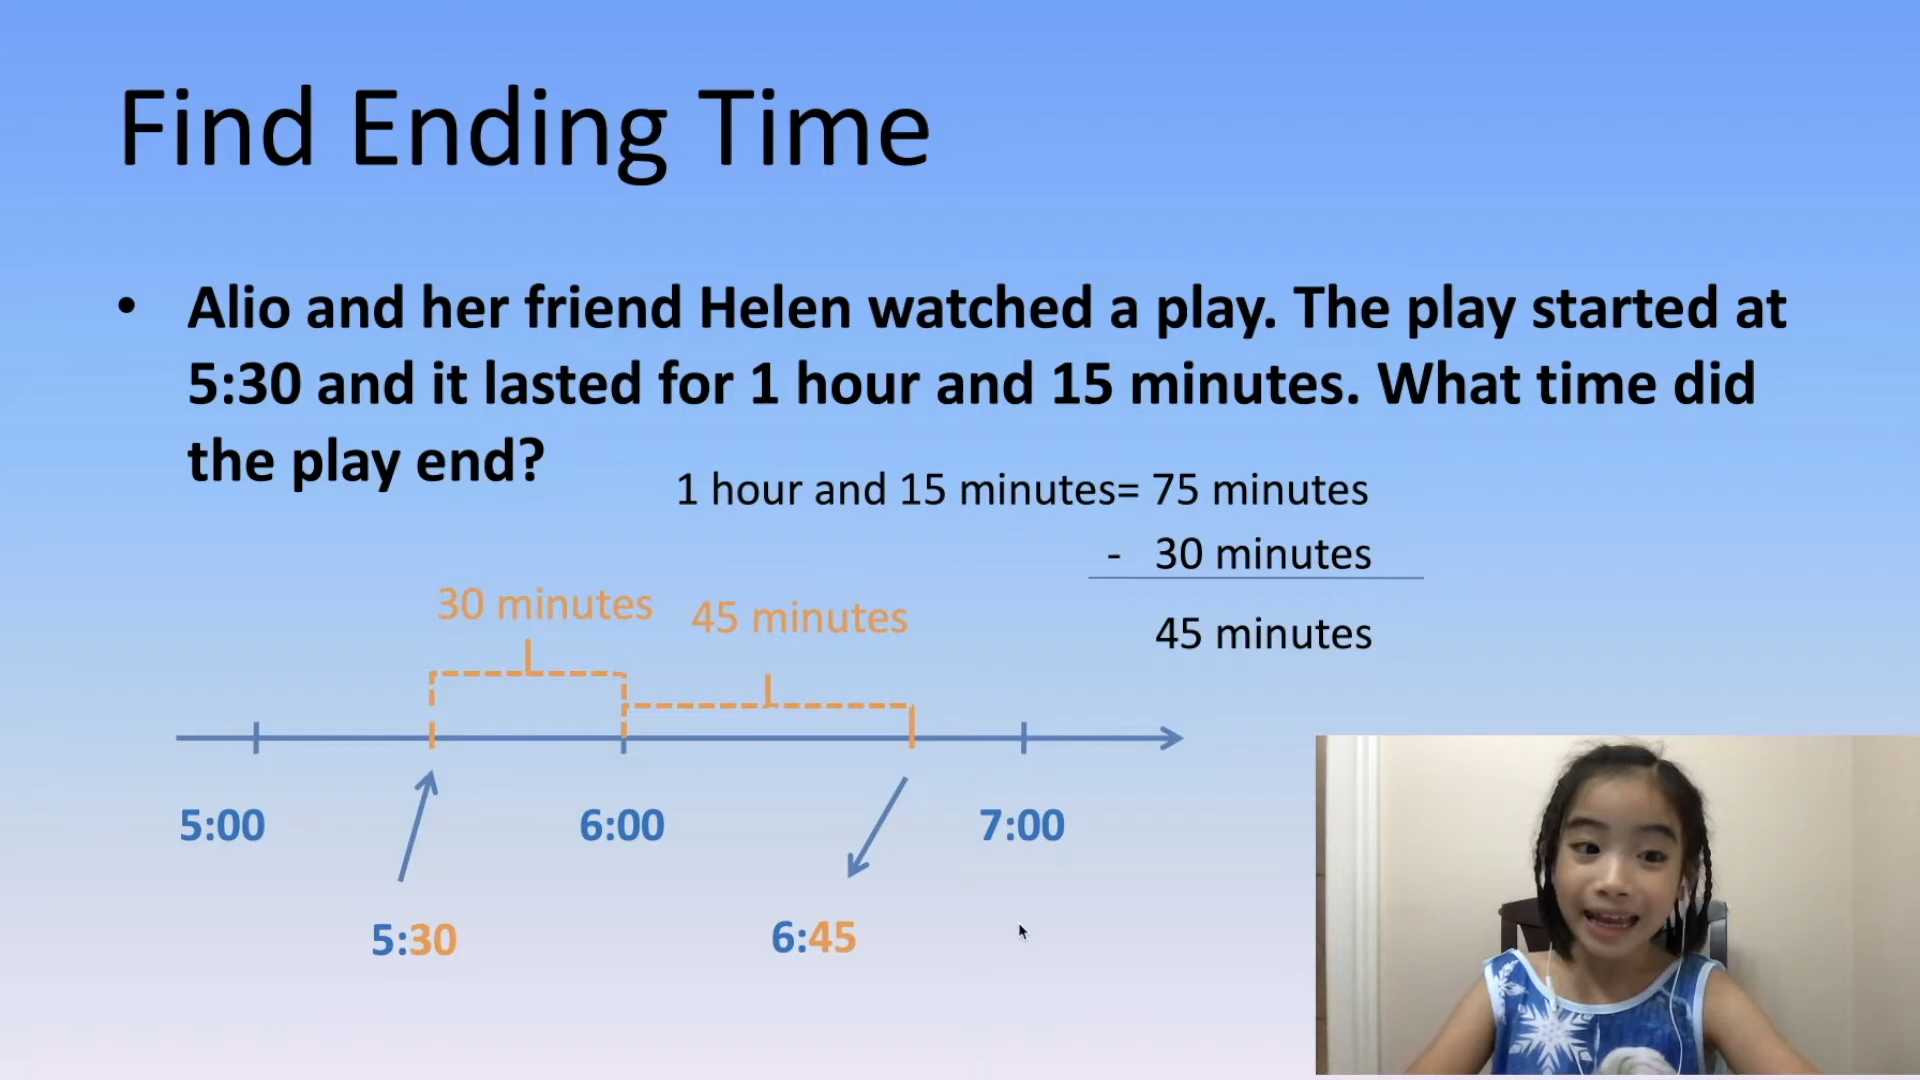 Find Ending Time
• Alio and her friend Helen watched a play. The play started at
5:30 and it lasted for 1 hour and 15 minutes. What time did
the play end?
1 hour and 15 minutes= 75 minutes
- 30 minutes
45 minutes
30 minutes
45 minutes
5:00
6:00
7:00
5:30
6:45